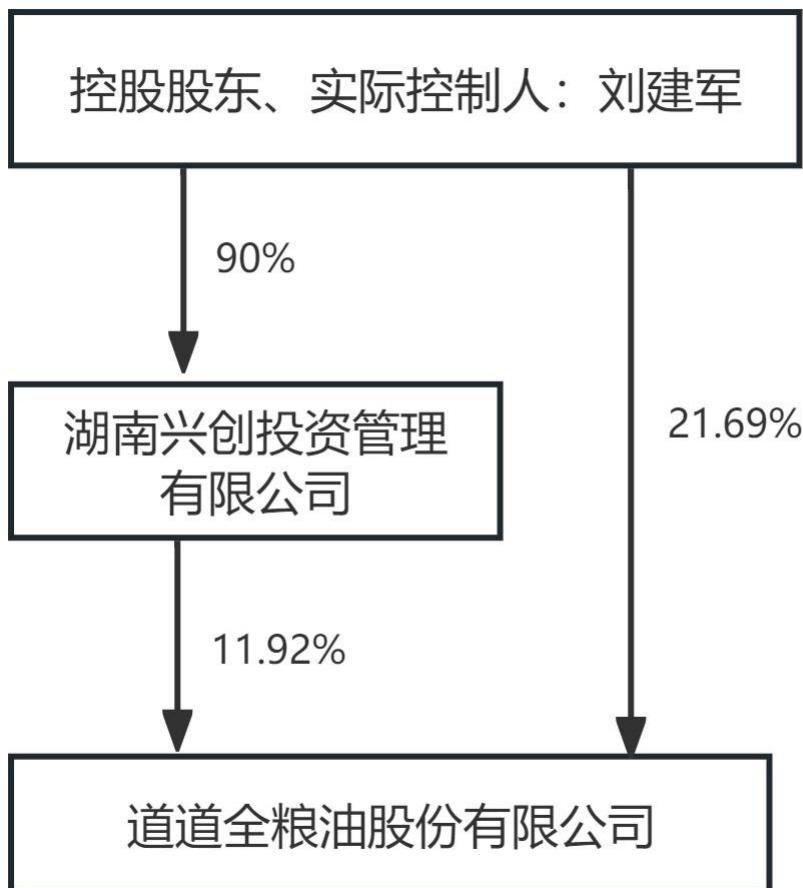 控股股东、实际控制人：刘建军
90%
湖南兴创投资管理
有限公司
21.69%
11.92%
道道全粮油股份有限公司